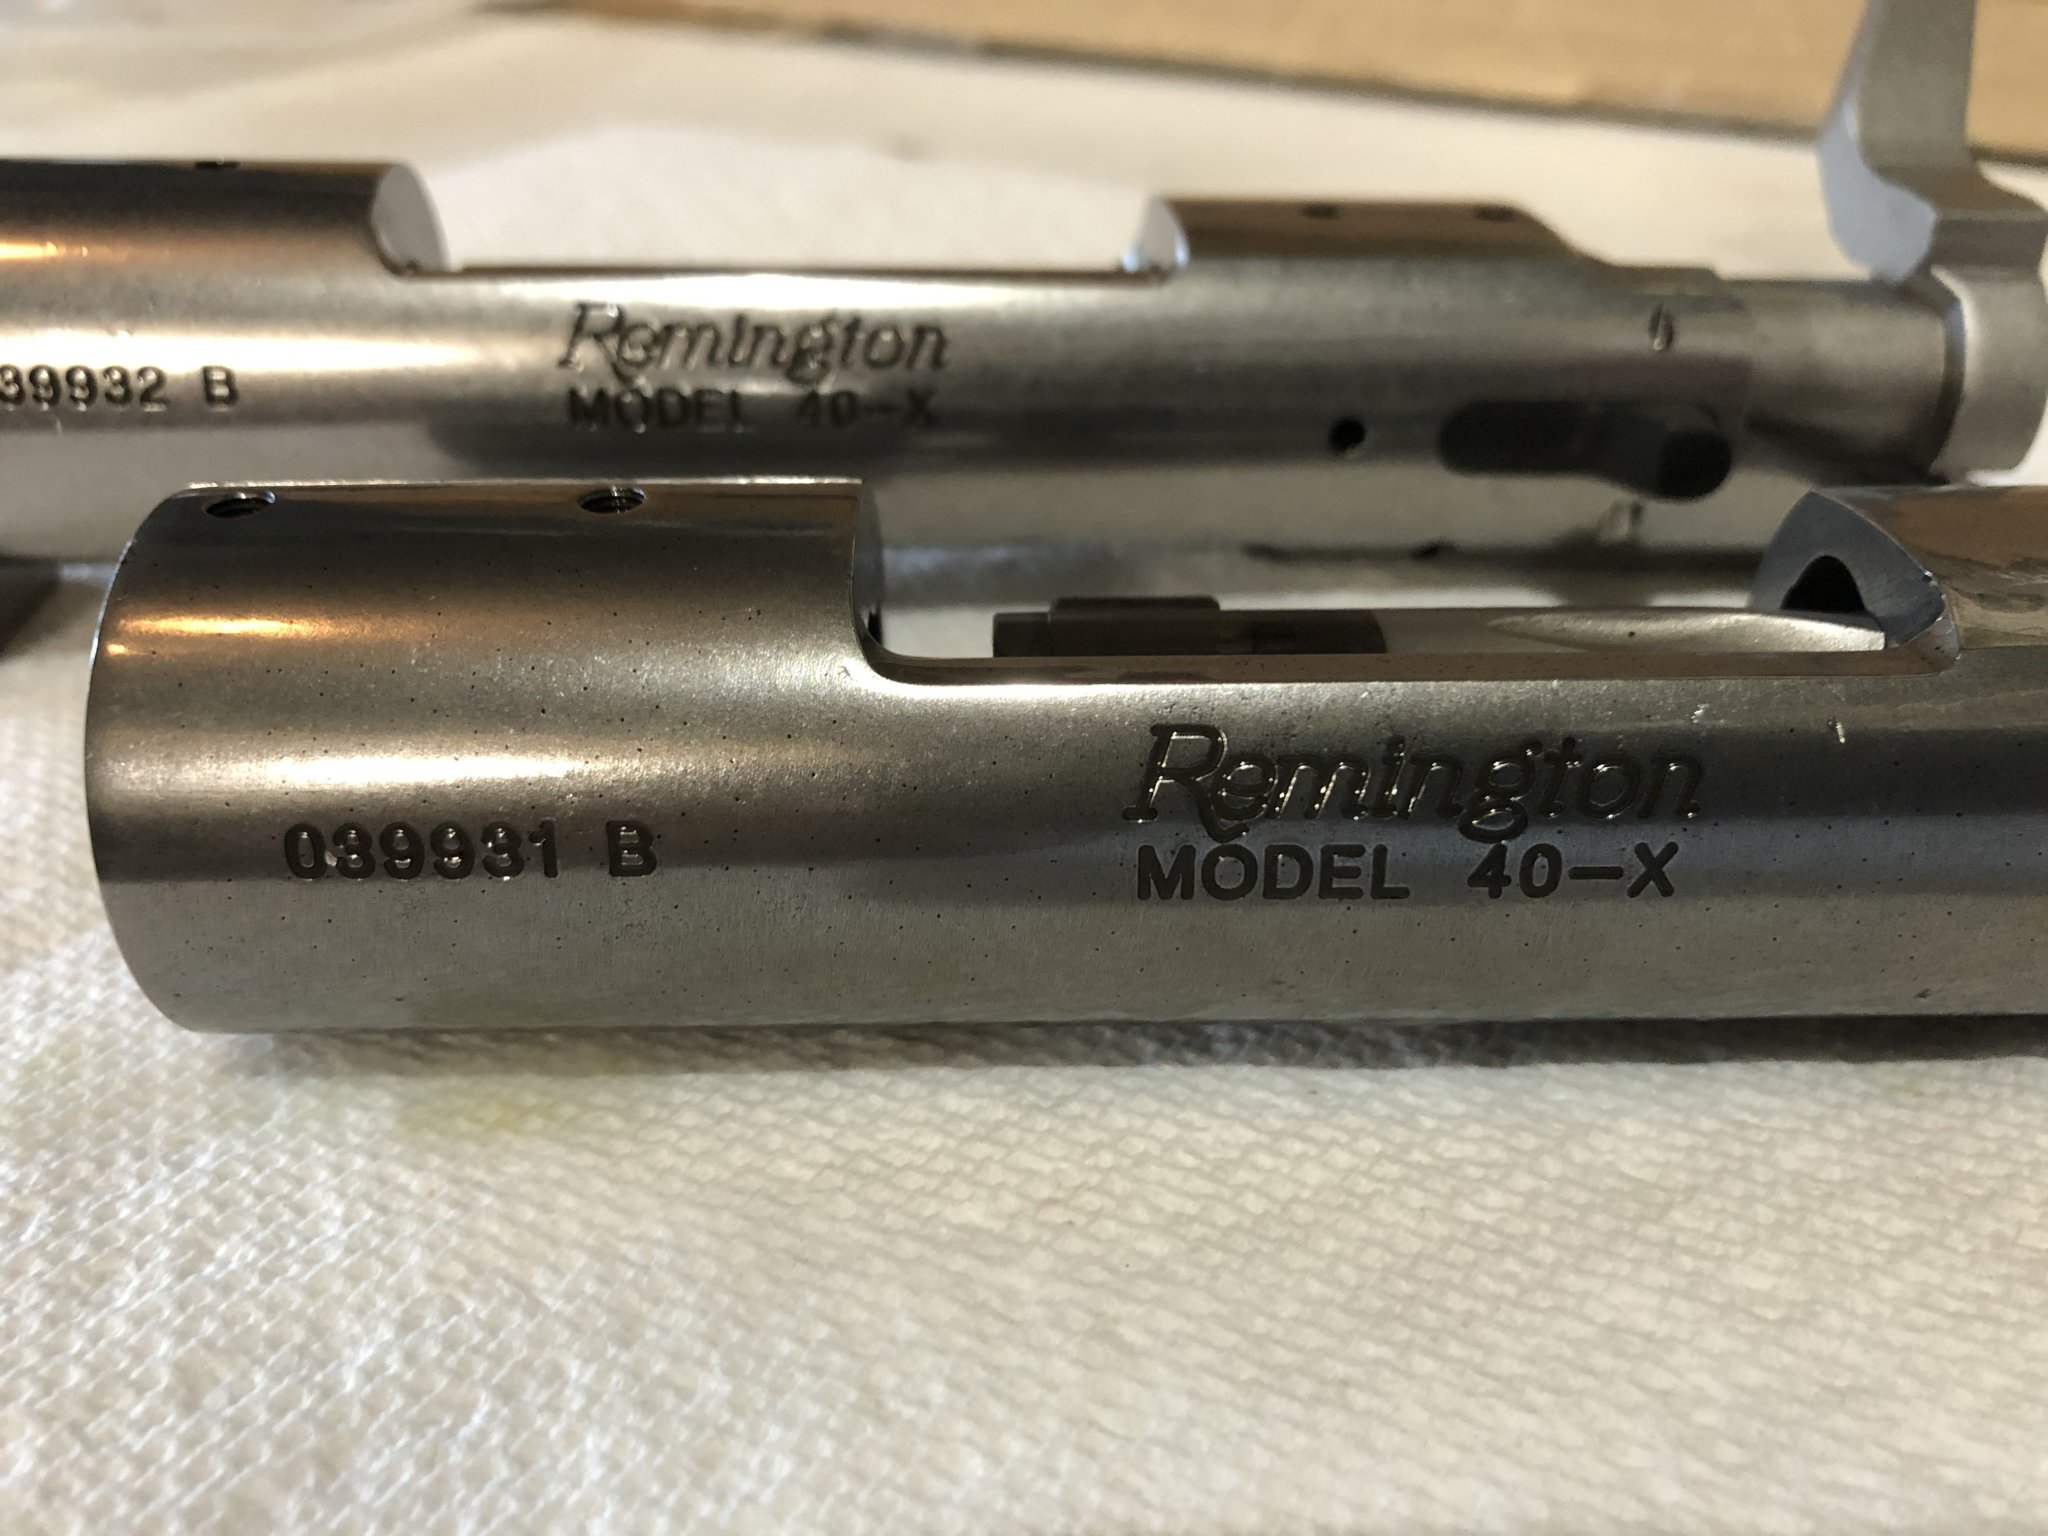 39932 B
Remington
MODEL 40-X
039931 B
Remington
MODEL 40-X